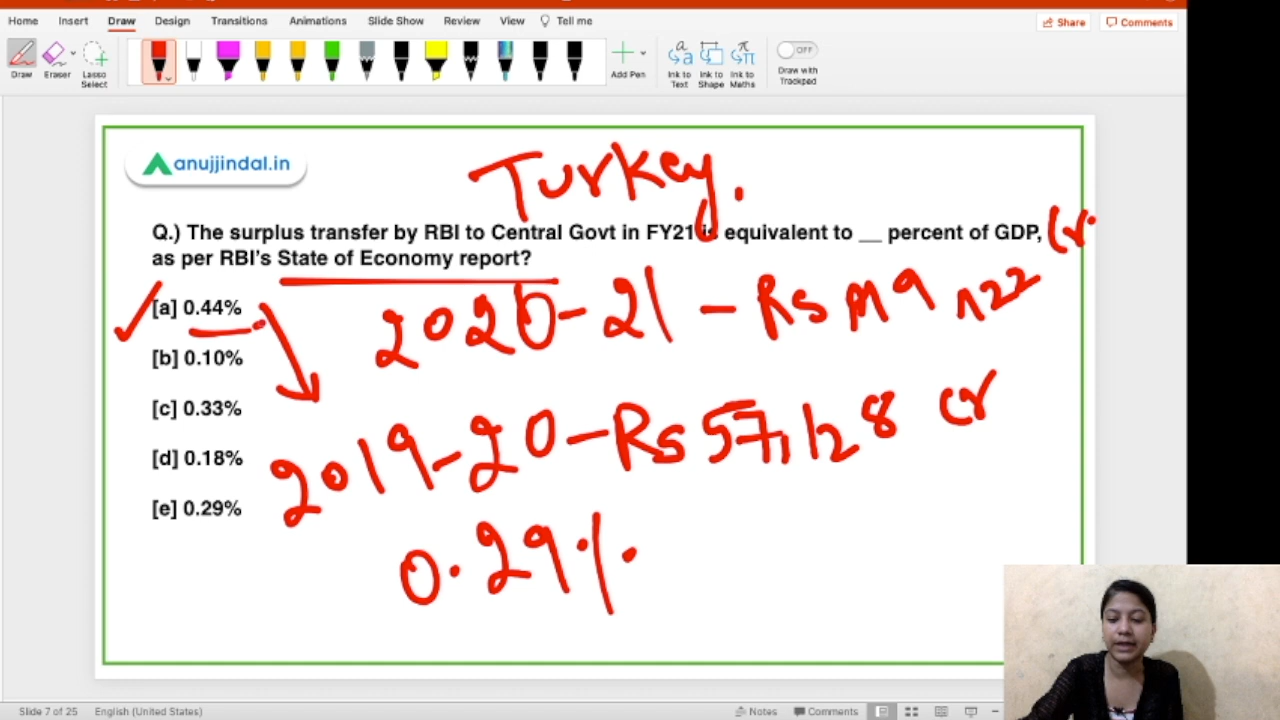 Home Insert Draw Design Transitions Animations Slide Show Review View Tell me
Share Comments
Draw Eraser Lasso Select Add Pen Ink to Text Ink to Shape Ink to Maths OFF Draw with Trackpad
anujjindal.in
Turkey.
Q.) The surplus transfer by RBI to Central Govt in FY21 is equivalent to __ percent of GDP, Cr
as per RBI's State of Economy report?
[a] 0.44%
2020-21 - Rs 122
[b] 0.10%
[c] 0.33%
2019-20-Rs 57,128 cr
[d] 0.18%
[e] 0.29%
0.29%
Slide 7 of 25 English (United States) Notes Comments